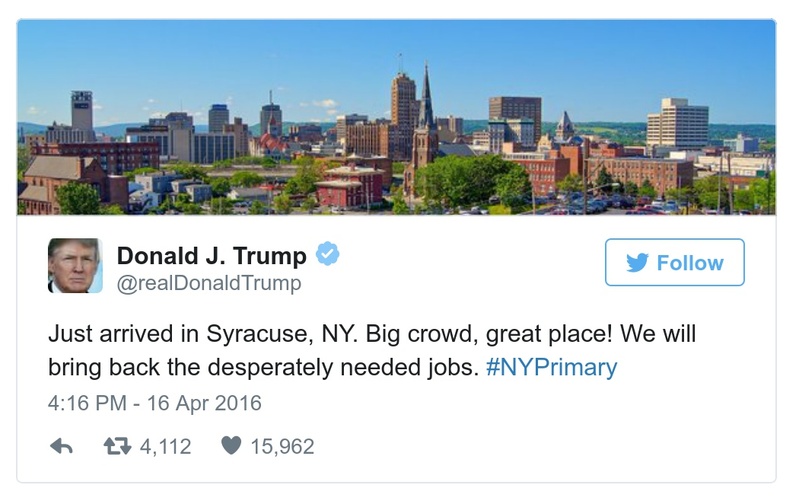 Donald J. Trump
@realDonaldTrump
Follow
Just arrived in Syracuse, NY. Big crowd, great place! We will
bring back the desperately needed jobs. #NYPrimary
4:16 PM - 16 Apr 2016
4,112 15,962